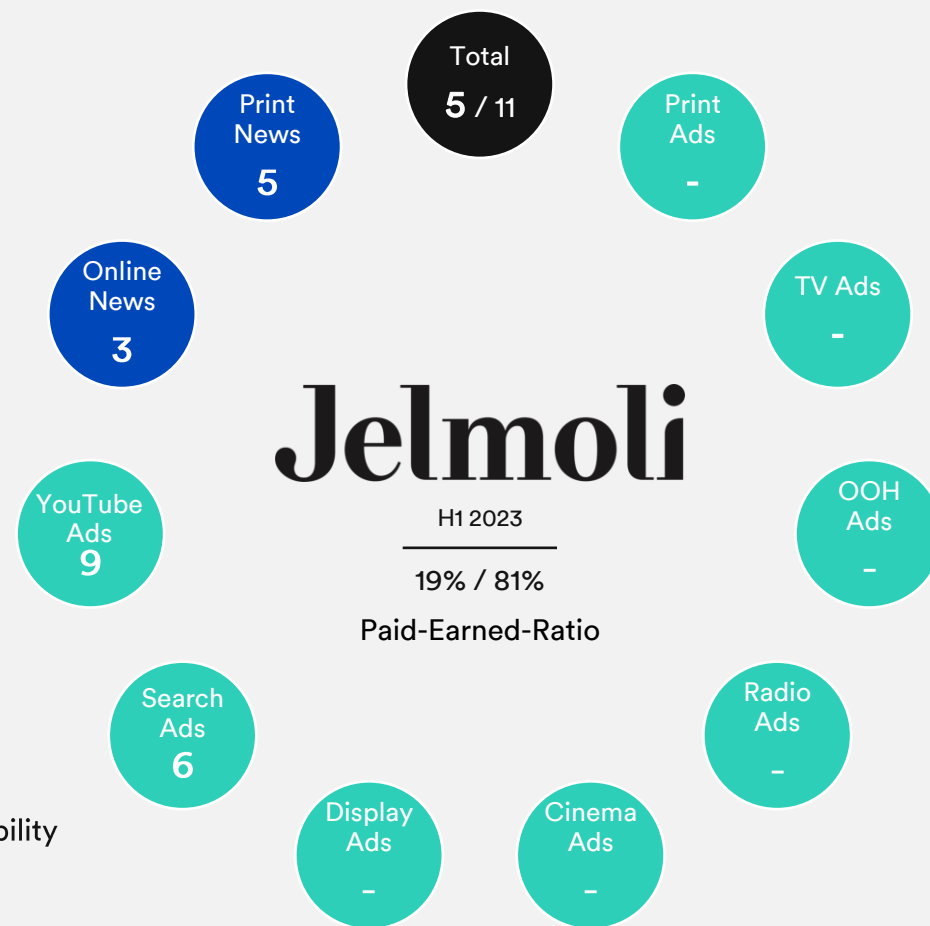 Total
5 / 11
Print
News
5
Print
Ads
-
Online
News
3
TV Ads
-
Jelmoli
H1 2023
19% / 81%
Paid-Earned-Ratio
YouTube
Ads
9
OOH
Ads
-
Search
Ads
6
Radio
Ads
-
Display
Ads
-
Cinema
Ads
-